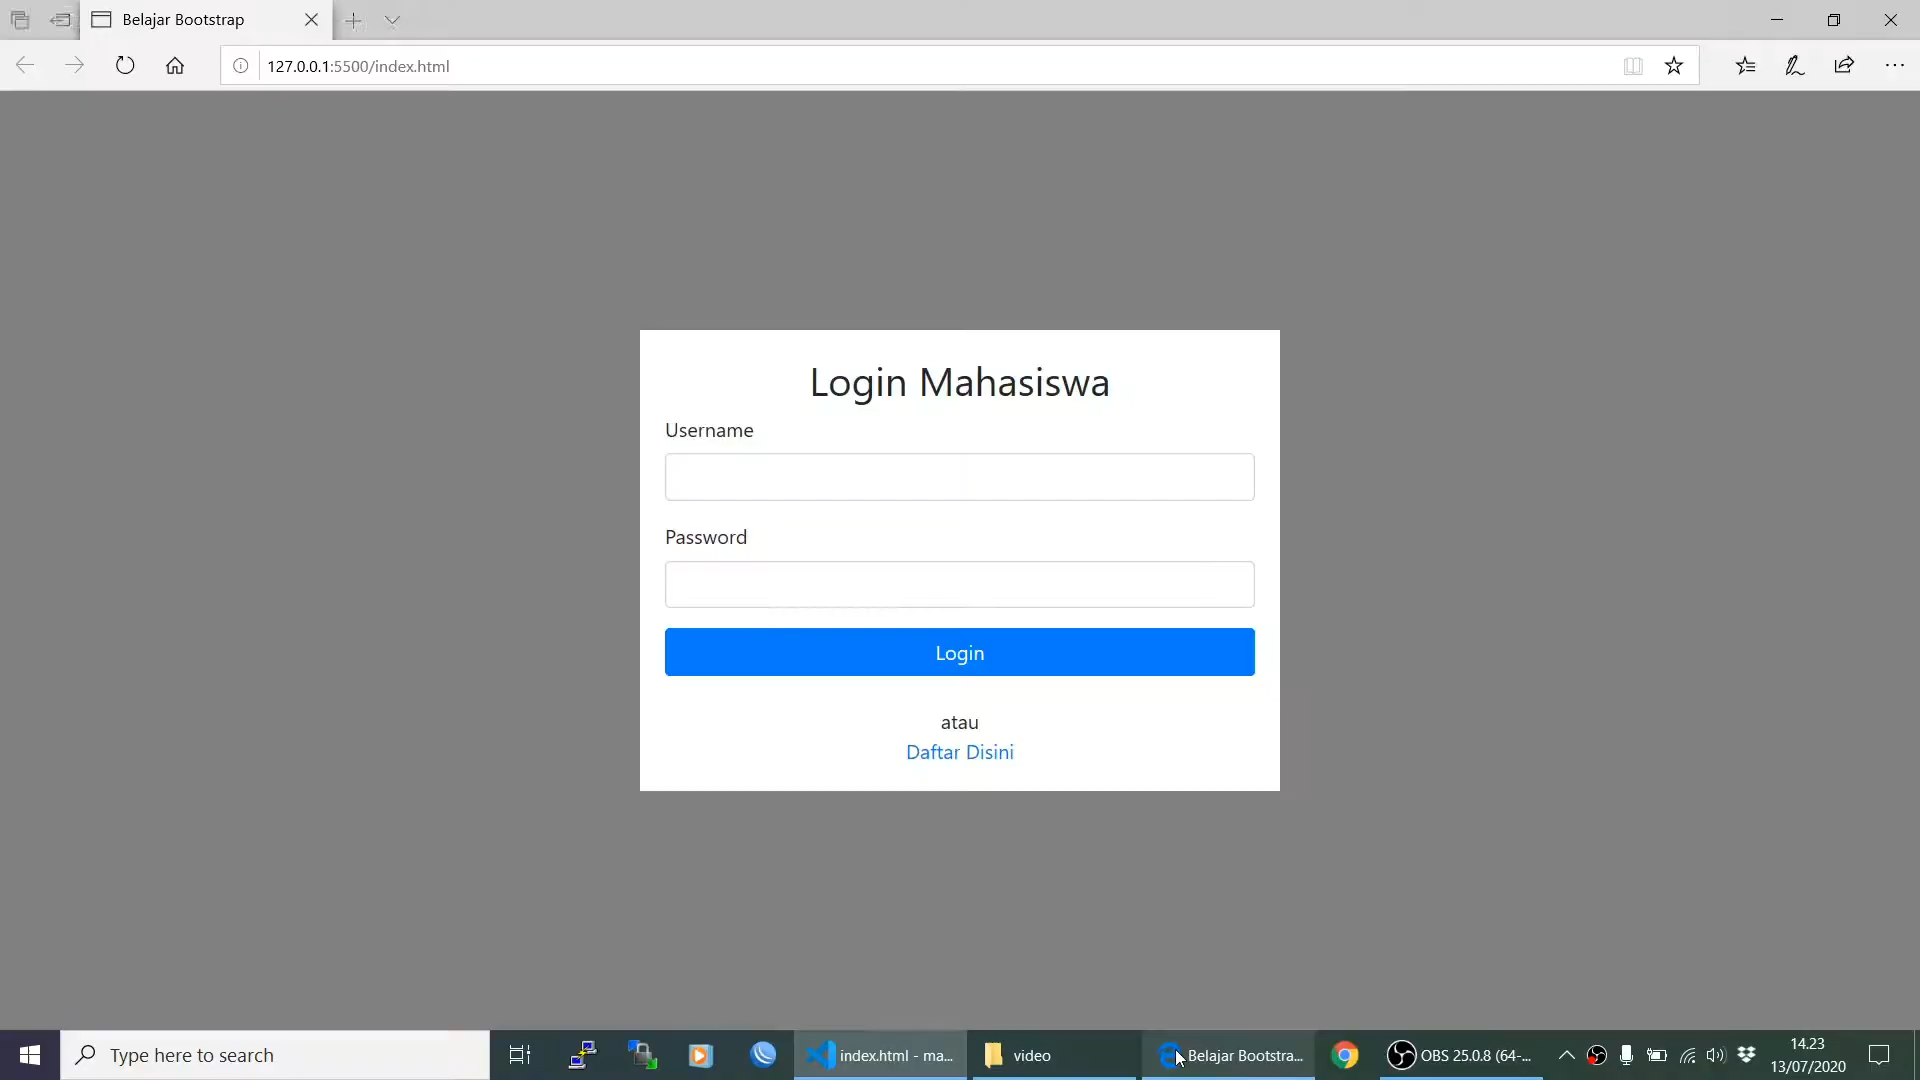 Belajar Bootstrap
127.0.0.1:5500/index.html
Login Mahasiswa
Username
Password
Login
atau
Daftar Disini
Type here to search
index.html - ma...
video
Belajar Bootstra...
OBS 25.0.8 (64-...
14.23
13/07/2020